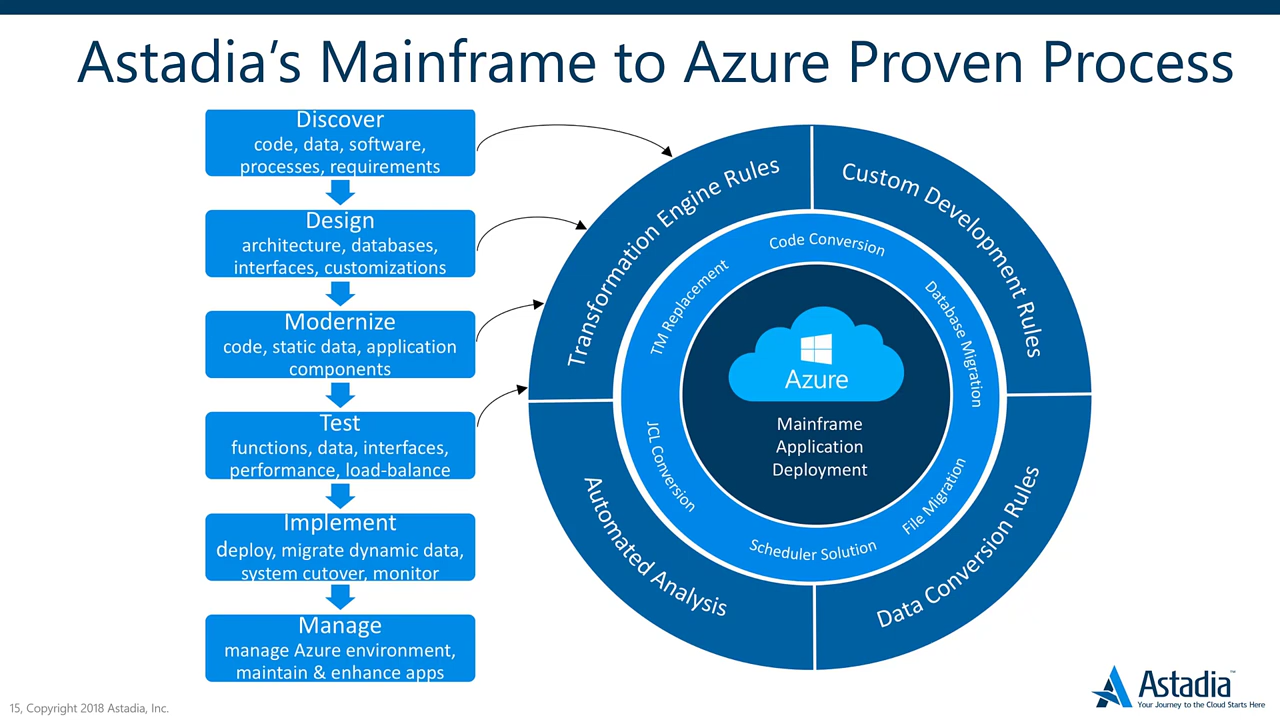 Astadia's Mainframe to Azure Proven Process
Discover
code, data, software,
processes, requirements
Design
architecture, databases,
interfaces, customizations
Modernize
code, static data, application
components
Test
functions, data, interfaces,
performance, load-balance
Implement
deploy, migrate dynamic data,
system cutover, monitor
Manage
manage Azure environment,
maintain & enhance apps
Transformation Engine Rules
Custom Development Rules
Data Conversion Rules
Automated Analysis
Code Conversion
Database Migration
File Migration
Scheduler Solution
JCL Conversion
TM Replacement
Azure
Mainframe
Application
Deployment
Astadia™
Your Journey to the Cloud Starts Here
15, Copyright 2018 Astadia, Inc.